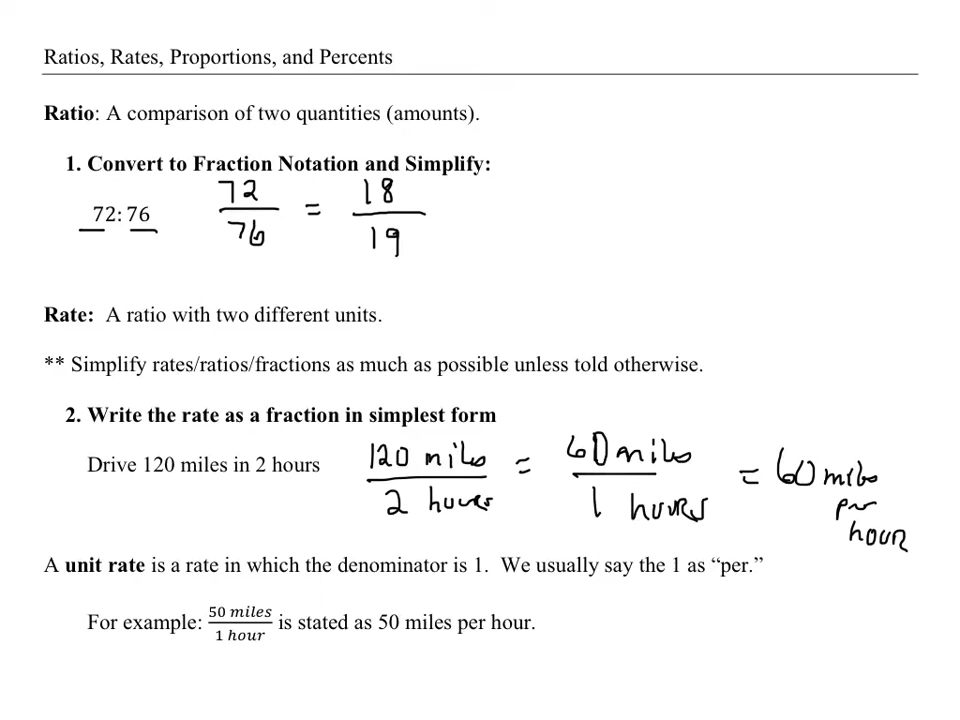 Ratios, Rates, Proportions, and Percents
Ratio: A comparison of two quantities (amounts).
1. Convert to Fraction Notation and Simplify:
72:76 72/76 = 18/19
Rate: A ratio with two different units.
** Simplify rates/ratios/fractions as much as possible unless told otherwise.
2. Write the rate as a fraction in simplest form
Drive 120 miles in 2 hours 120 miles/2 hours = 60 miles/1 hours = 60 miles
per
hour
A unit rate is a rate in which the denominator is 1. We usually say the 1 as “per.”
For example: 50 miles/1 hour is stated as 50 miles per hour.